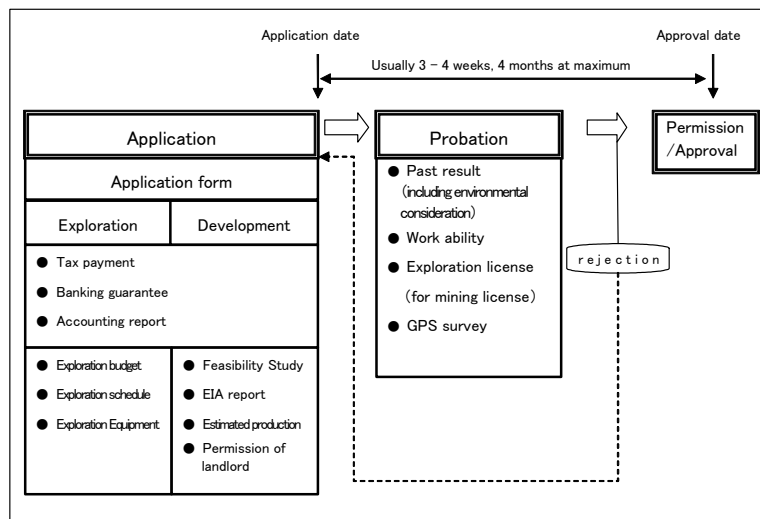 Application date
Approval date
Usually 3 – 4 weeks, 4 months at maximum
Application
Probation
Permission
/Approval
Application form
Exploration
Development
● Tax payment
● Banking guarantee
● Accounting report
● Exploration budget
● Exploration schedule
● Exploration Equipment
● Feasibility Study
● EIA report
● Estimated production
● Permission of
landlord
● Past result
(including environmental
consideration)
● Work ability
● Exploration license
(for mining license)
● GPS survey
rejection